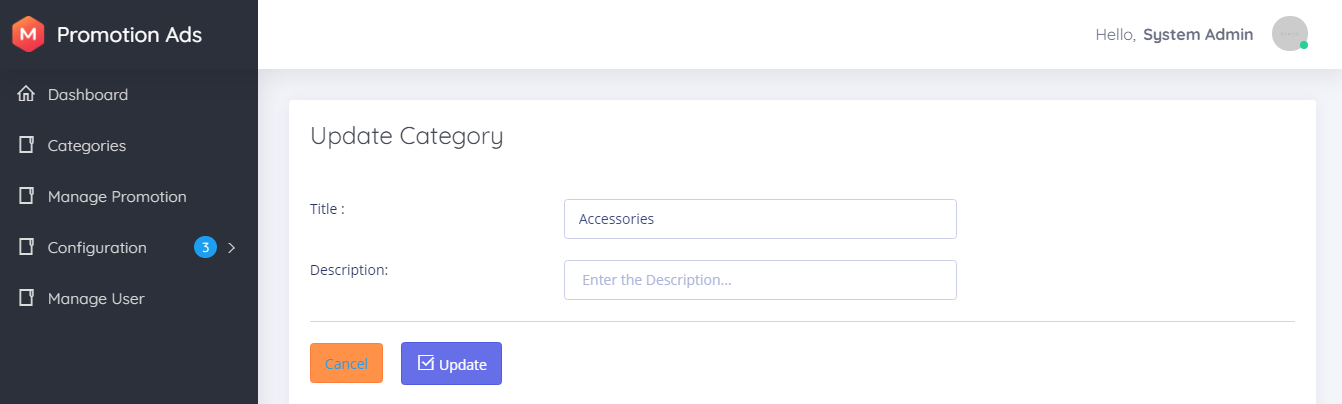 M Promotion Ads
Hello, System Admin
Dashboard
Categories
Manage Promotion
Configuration 3
Manage User
Update Category
Title :
Accessories
Description:
Enter the Description...
Cancel
Update